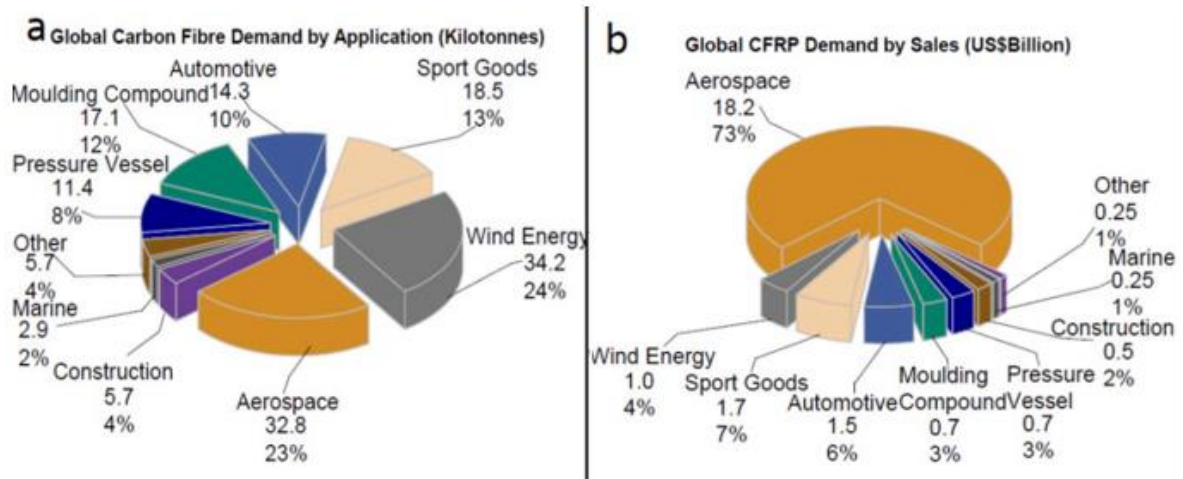 a
Global Carbon Fibre Demand by Application (Kilotonnes)
Automotive
14.3
10%
Sport Goods
18.5
13%
Moulding Compound
17.1
12%
Pressure Vessel
11.4
8%
Wind Energy
34.2
24%
Other
5.7
4%
Marine
2.9
2%
Construction
5.7
4%
Aerospace
32.8
23%
b
Global CFRP Demand by Sales (US$Billion)
Aerospace
18.2
73%
Other
0.25
1%
Marine
0.25
1%
Construction
0.5
2%
Wind Energy
1.0
4%
Sport Goods
1.7
7%
Automotive
1.5
6%
Moulding
Compound
0.7
3%
Pressure
Vessel
0.7
3%